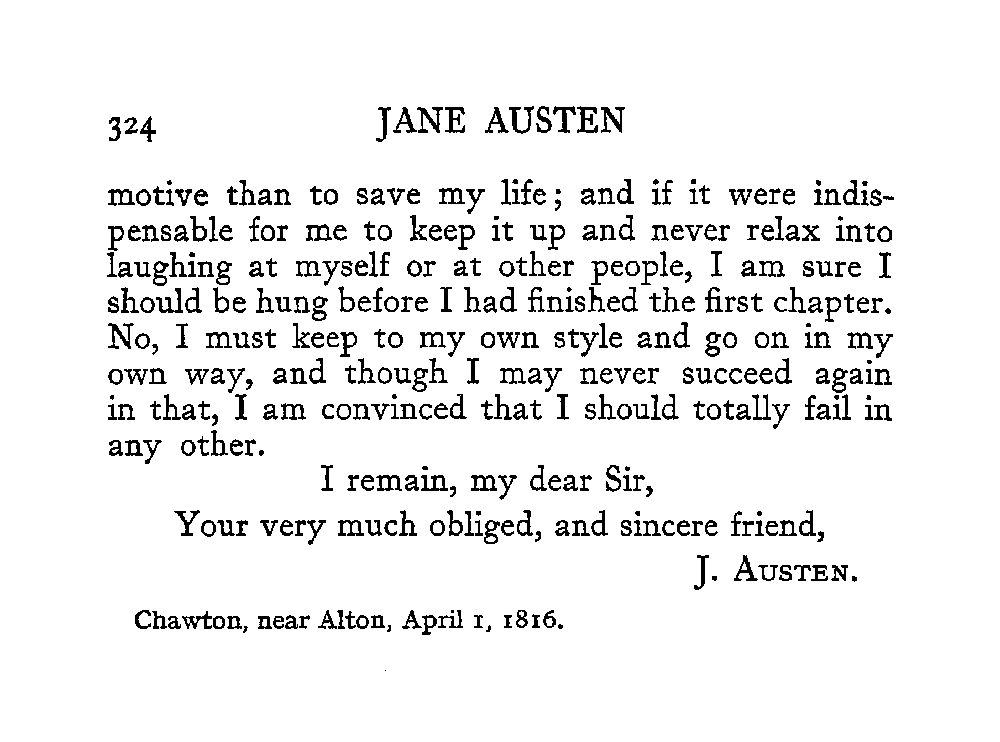 324 JANE AUSTEN
motive than to save my life; and if it were indis-
pensable for me to keep it up and never relax into
laughing at myself or at other people, I am sure I
should be hung before I had finished the first chapter.
No, I must keep to my own style and go on in my
own way, and though I may never succeed again
in that, I am convinced that I should totally fail in
any other.
I remain, my dear Sir,
Your very much obliged, and sincere friend,
J. AUSTEN.
Chawton, near Alton, April 1, 1816.